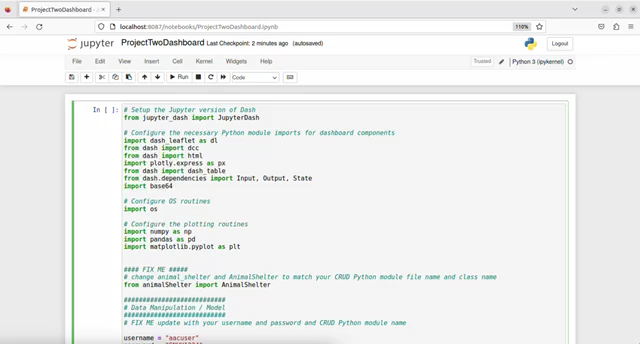 ProjectTwoDashboard -
localhost:8087/notebooks/ProjectTwoDashboard.ipynb
110%
jupyter ProjectTwoDashboard Last Checkpoint: 2 minutes ago (autosaved)
Logout
File Edit View Insert Cell Kernel Widgets Help
Trusted
Python 3 (ipykernel)
Run
Code
In [ ]:
# Setup the Jupyter version of Dash
from jupyter_dash import JupyterDash
# Configure the necessary Python module imports for dashboard components
import dash_leaflet as dl
from dash import dcc
from dash import html
import plotly.express as px
from dash import dash_table
from dash.dependencies import Input, Output, State
import base64
# Configure OS routines
import os
# Configure the plotting routines
import numpy as np
import pandas as pd
import matplotlib.pyplot as plt
#### FIX ME #####
# change animal_shelter and AnimalShelter to match your CRUD Python module file name and class name
from animalShelter import AnimalShelter
###########################
# Data Manipulation / Model
###########################
# FIX ME update with your username and password and CRUD Python module name
username = "aacuser"